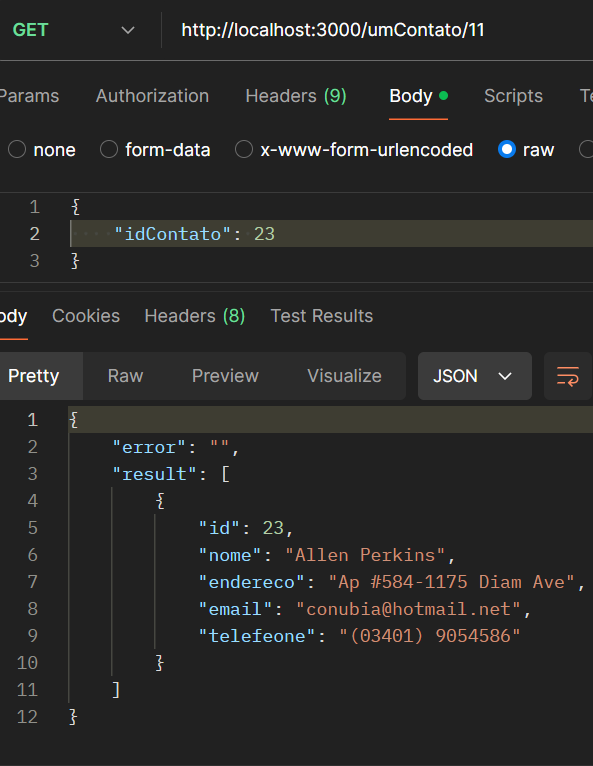 GET http://localhost:3000/umContato/11
Params Authorization Headers (9) Body Scripts Te
none form-data x-www-form-urlencoded raw
1 {
2 "idContato": 23
3 }
ody Cookies Headers (8) Test Results
Pretty Raw Preview Visualize JSON
1 {
2 "error": "",
3 "result": [
4 {
5 "id": 23,
6 "nome": "Allen Perkins",
7 "endereco": "Ap #584-1175 Diam Ave",
8 "email": "conubia@hotmail.net",
9 "telefeone": "(03401) 9054586"
10 }
11 ]
12 }